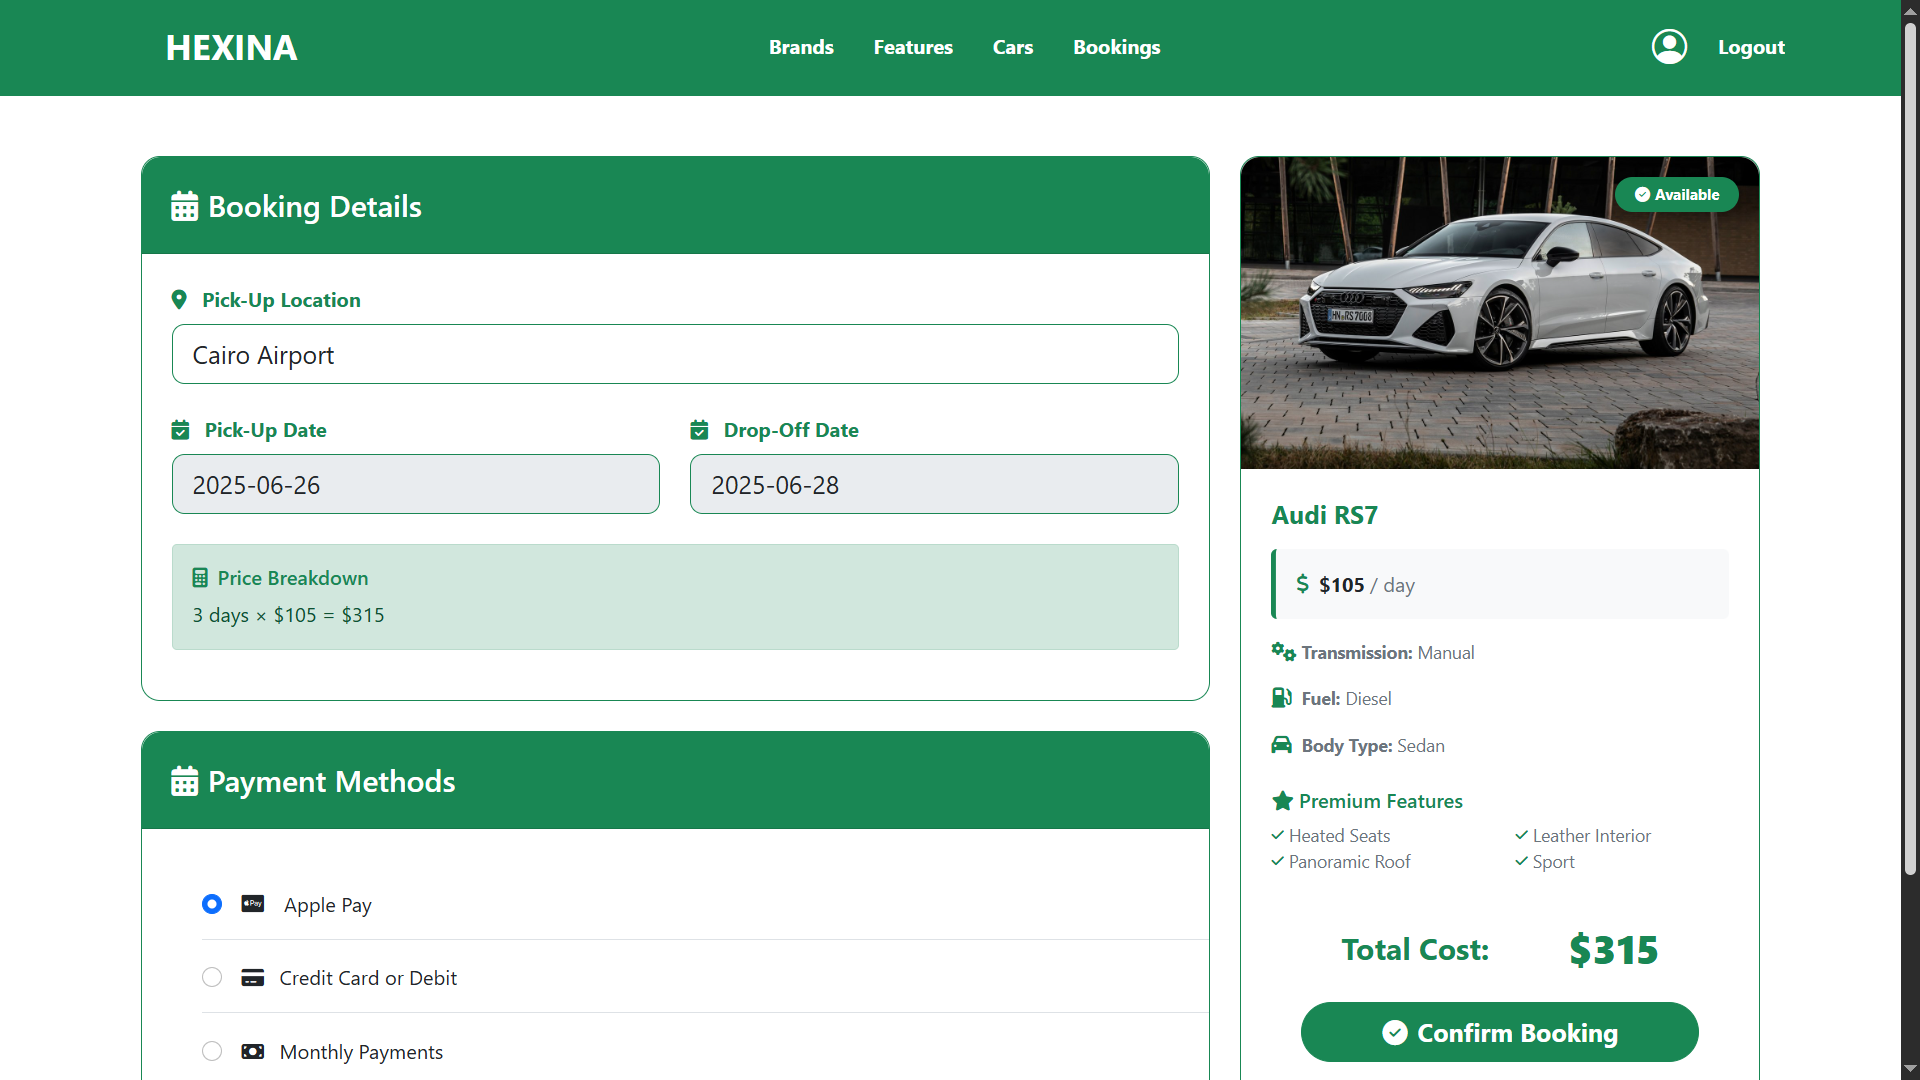 HEXINA
Brands
Features
Cars
Bookings
Logout
Booking Details
Pick-Up Location
Cairo Airport
Pick-Up Date
Drop-Off Date
2025-06-26
2025-06-28
Price Breakdown
3 days × $105 = $315
Payment Methods
Pay
Apple Pay
Credit Card or Debit
Monthly Payments
Available
HN RS 7008
Audi RS7
$ $105 / day
Transmission: Manual
Fuel: Diesel
Body Type: Sedan
Premium Features
Heated Seats
Leather Interior
Panoramic Roof
Sport
Total Cost: $315
Confirm Booking